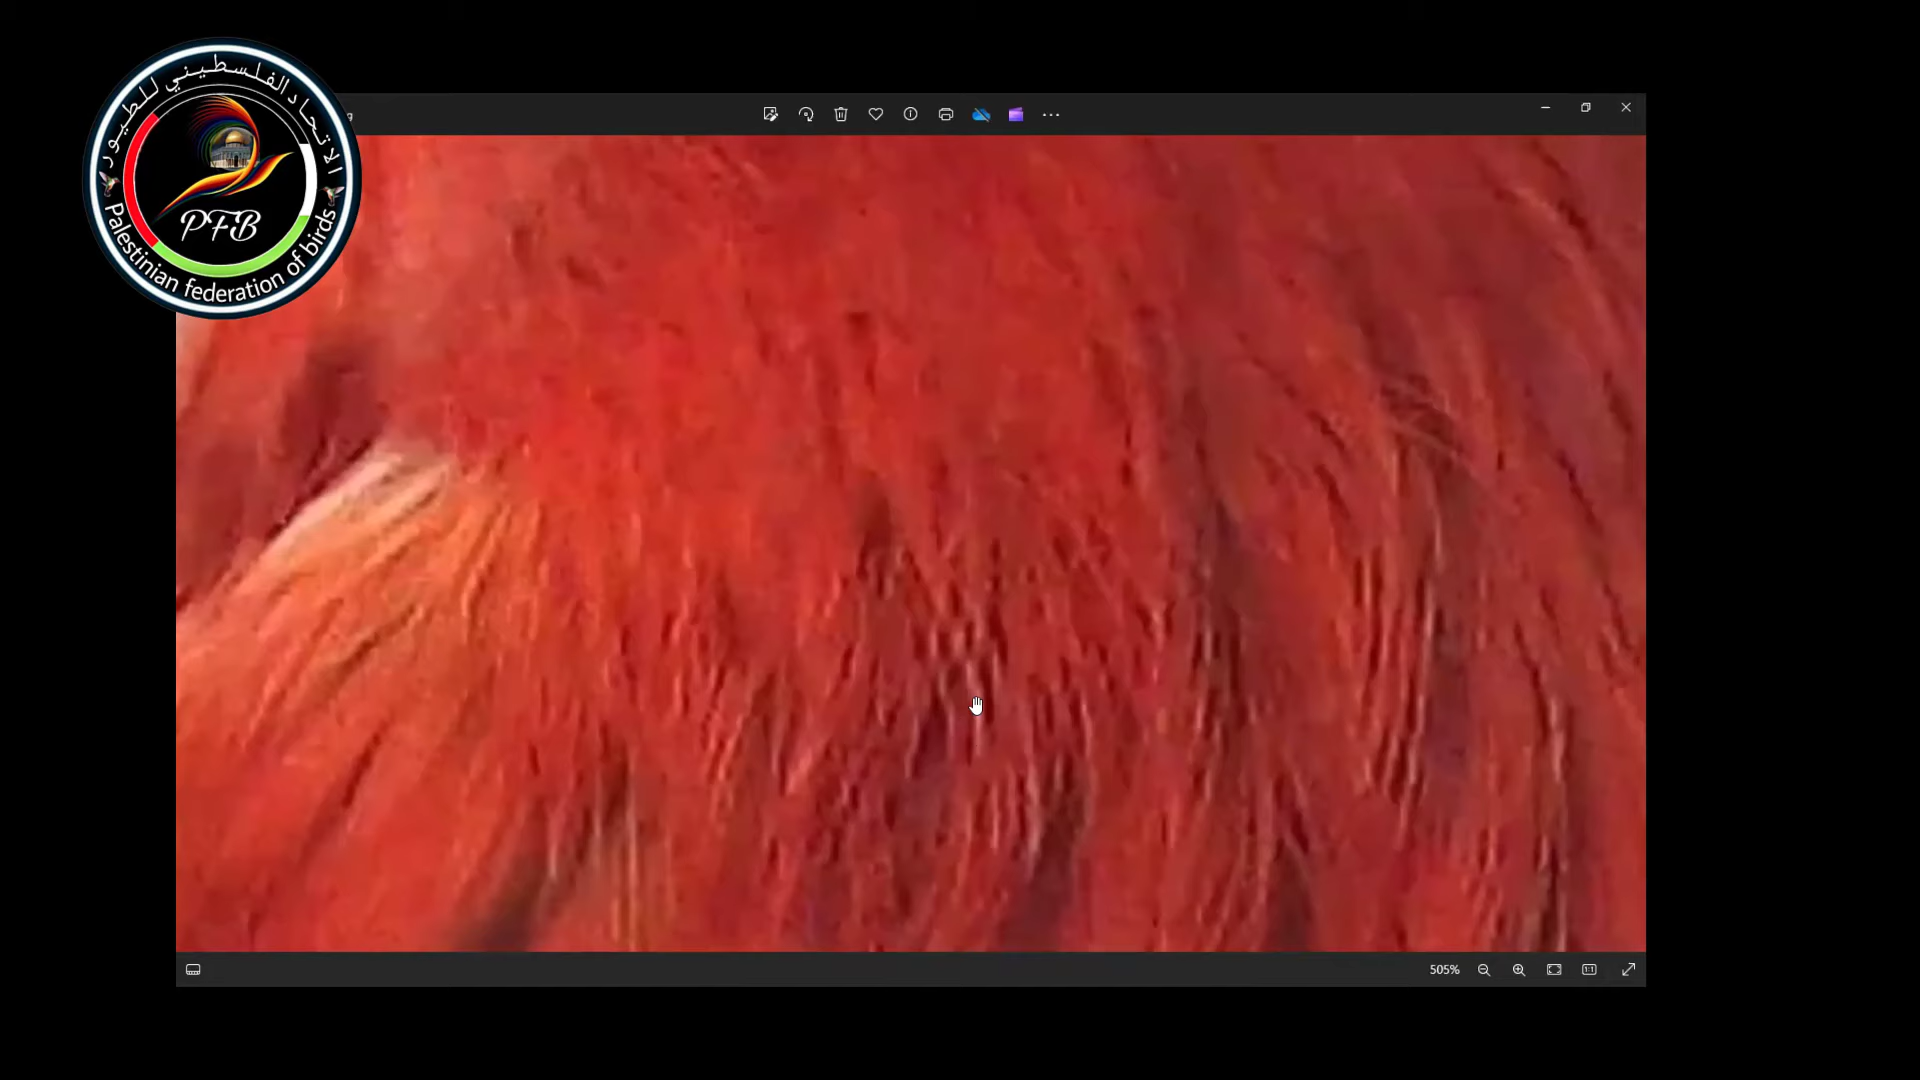 الاتحاد الفلسطيني للطيور
PFB
Palestinian federation of birds
505%